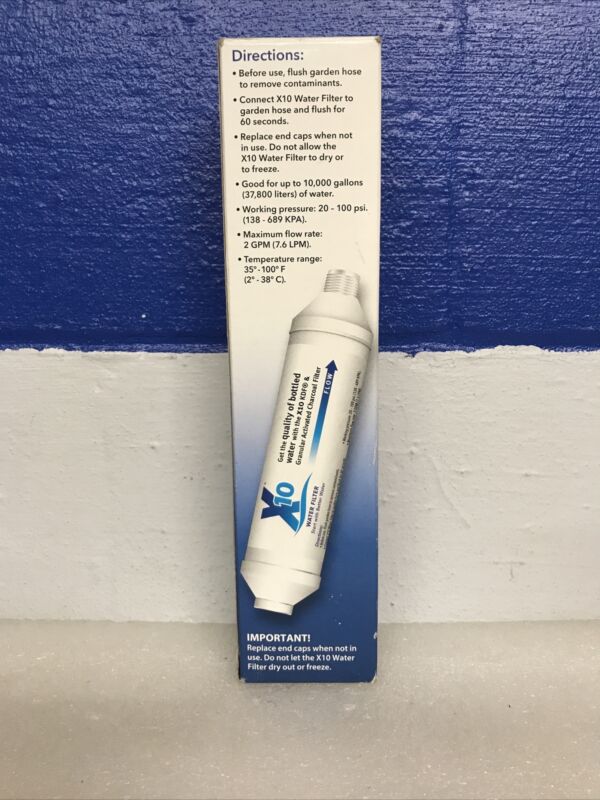 Directions:
• Before use, flush garden hose
to remove contaminants.
• Connect X10 Water Filter to
garden hose and flush for
60 seconds.
• Replace end caps when not
in use. Do not allow the
X10 Water Filter to dry or
to freeze.
• Good for up to 10,000 gallons
(37,800 liters) of water.
• Working pressure: 20 - 100 psi.
(138 - 689 KPA).
• Maximum flow rate:
2 GPM (7.6 LPM).
• Temperature range:
35° - 100° F
(2° - 38° C).
Get the quality of bottled
water with the X10 KDF® &
Granular Activated Charcoal Filter
FLOW
X10
WATER FILTER
Start with Better Water
Directions:
IMPORTANT!
Replace end caps when not in
use. Do not let the X10 Water
Filter dry out or freeze.